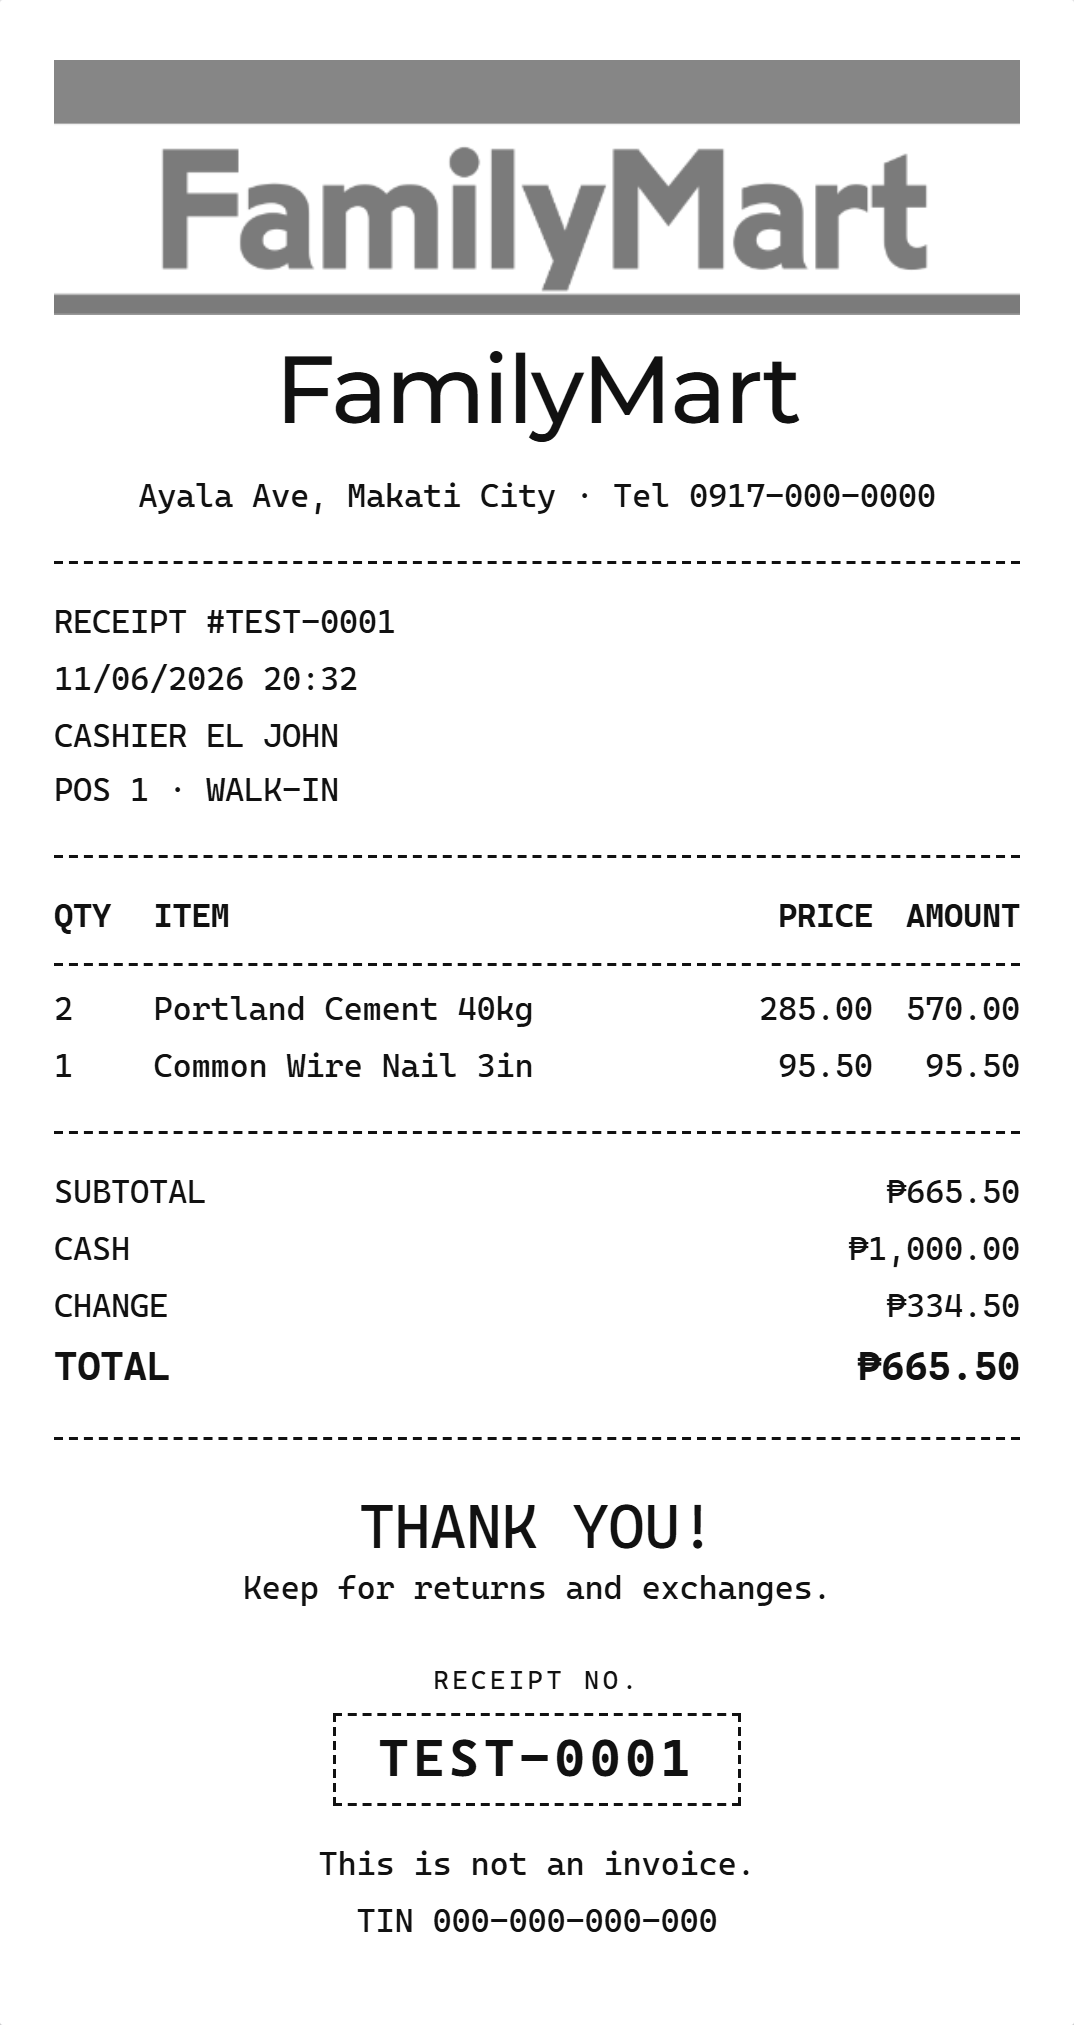 FamilyMart
FamilyMart
Ayala Ave, Makati City · Tel 0917-000-0000
RECEIPT #TEST-0001
11/06/2026 20:32
CASHIER EL JOHN
POS 1 · WALK-IN
QTY ITEM PRICE AMOUNT
2 Portland Cement 40kg 285.00 570.00
1 Common Wire Nail 3in 95.50 95.50
SUBTOTAL ₱665.50
CASH ₱1,000.00
CHANGE ₱334.50
TOTAL ₱665.50
THANK YOU!
Keep for returns and exchanges.
RECEIPT NO.
TEST-0001
This is not an invoice.
TIN 000-000-000-000